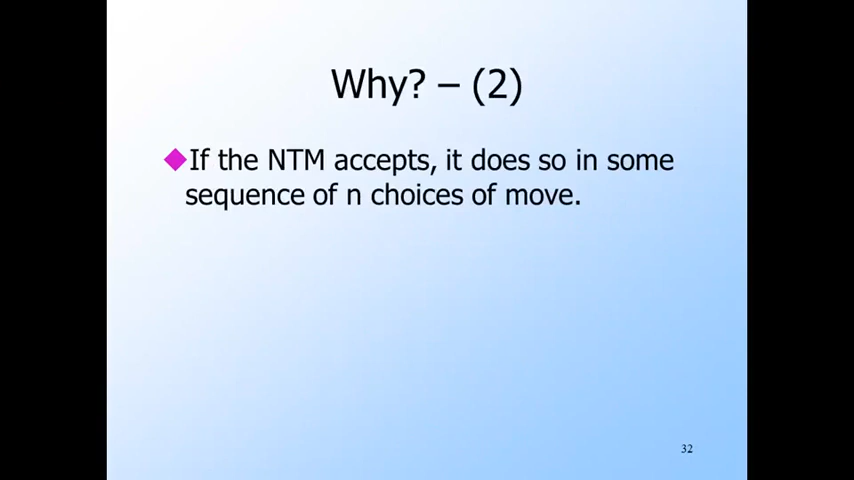 Why? – (2)
If the NTM accepts, it does so in some
sequence of n choices of move.
32